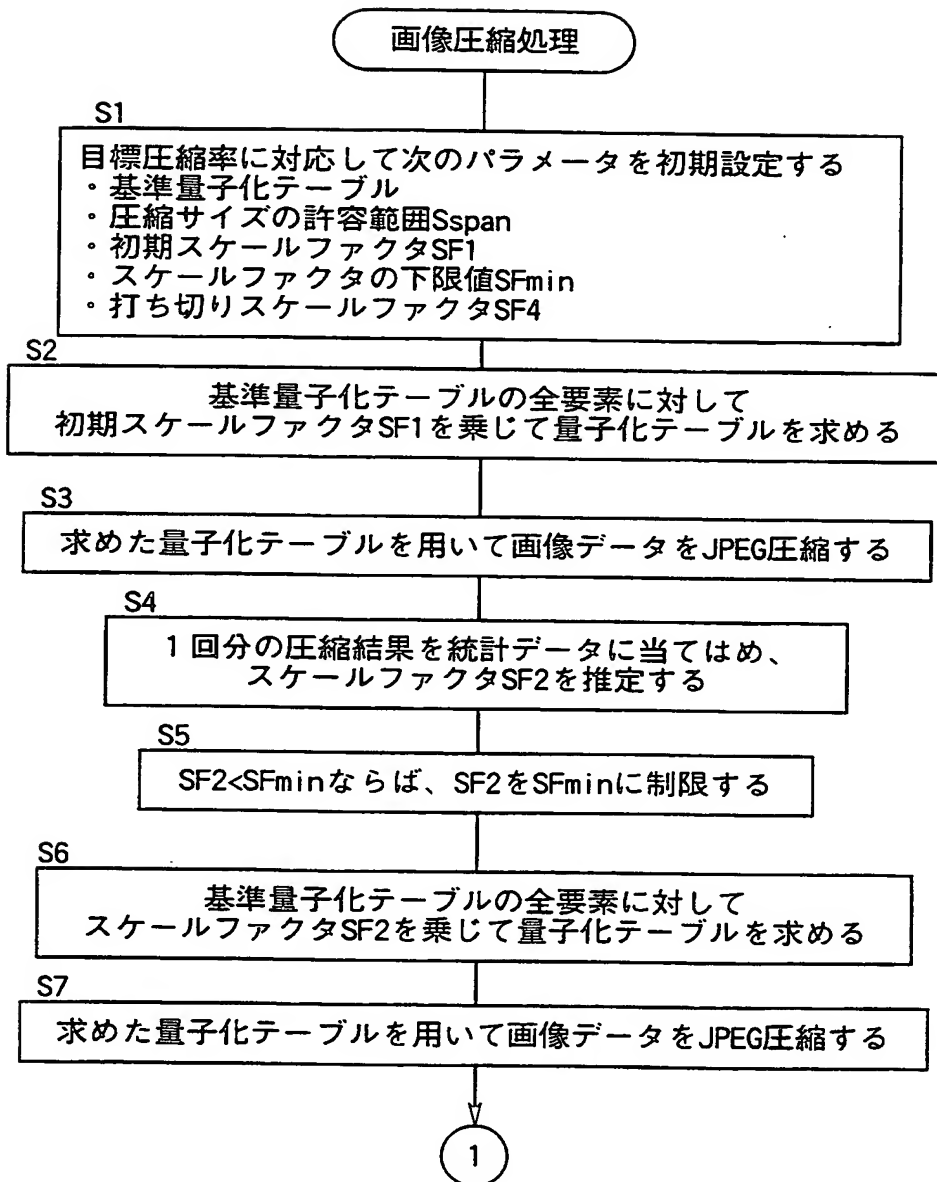 画像圧縮処理
S1
目標圧縮率に対応して次のパラメータを初期設定する
・基準量子化テーブル
・圧縮サイズの許容範囲Sspan
・初期スケールファクタSF1
・スケールファクタの下限値SFmin
・打ち切りスケールファクタSF4
S2
基準量子化テーブルの全要素に対して
初期スケールファクタSF1を乗じて量子化テーブルを求める
S3
求めた量子化テーブルを用いて画像データをJPEG圧縮する
S4
1回分の圧縮結果を統計データに当てはめ、
スケールファクタSF2を推定する
S5
SF2<SFminならば、SF2をSFminに制限する
S6
基準量子化テーブルの全要素に対して
スケールファクタSF2を乗じて量子化テーブルを求める
S7
求めた量子化テーブルを用いて画像データをJPEG圧縮する
1